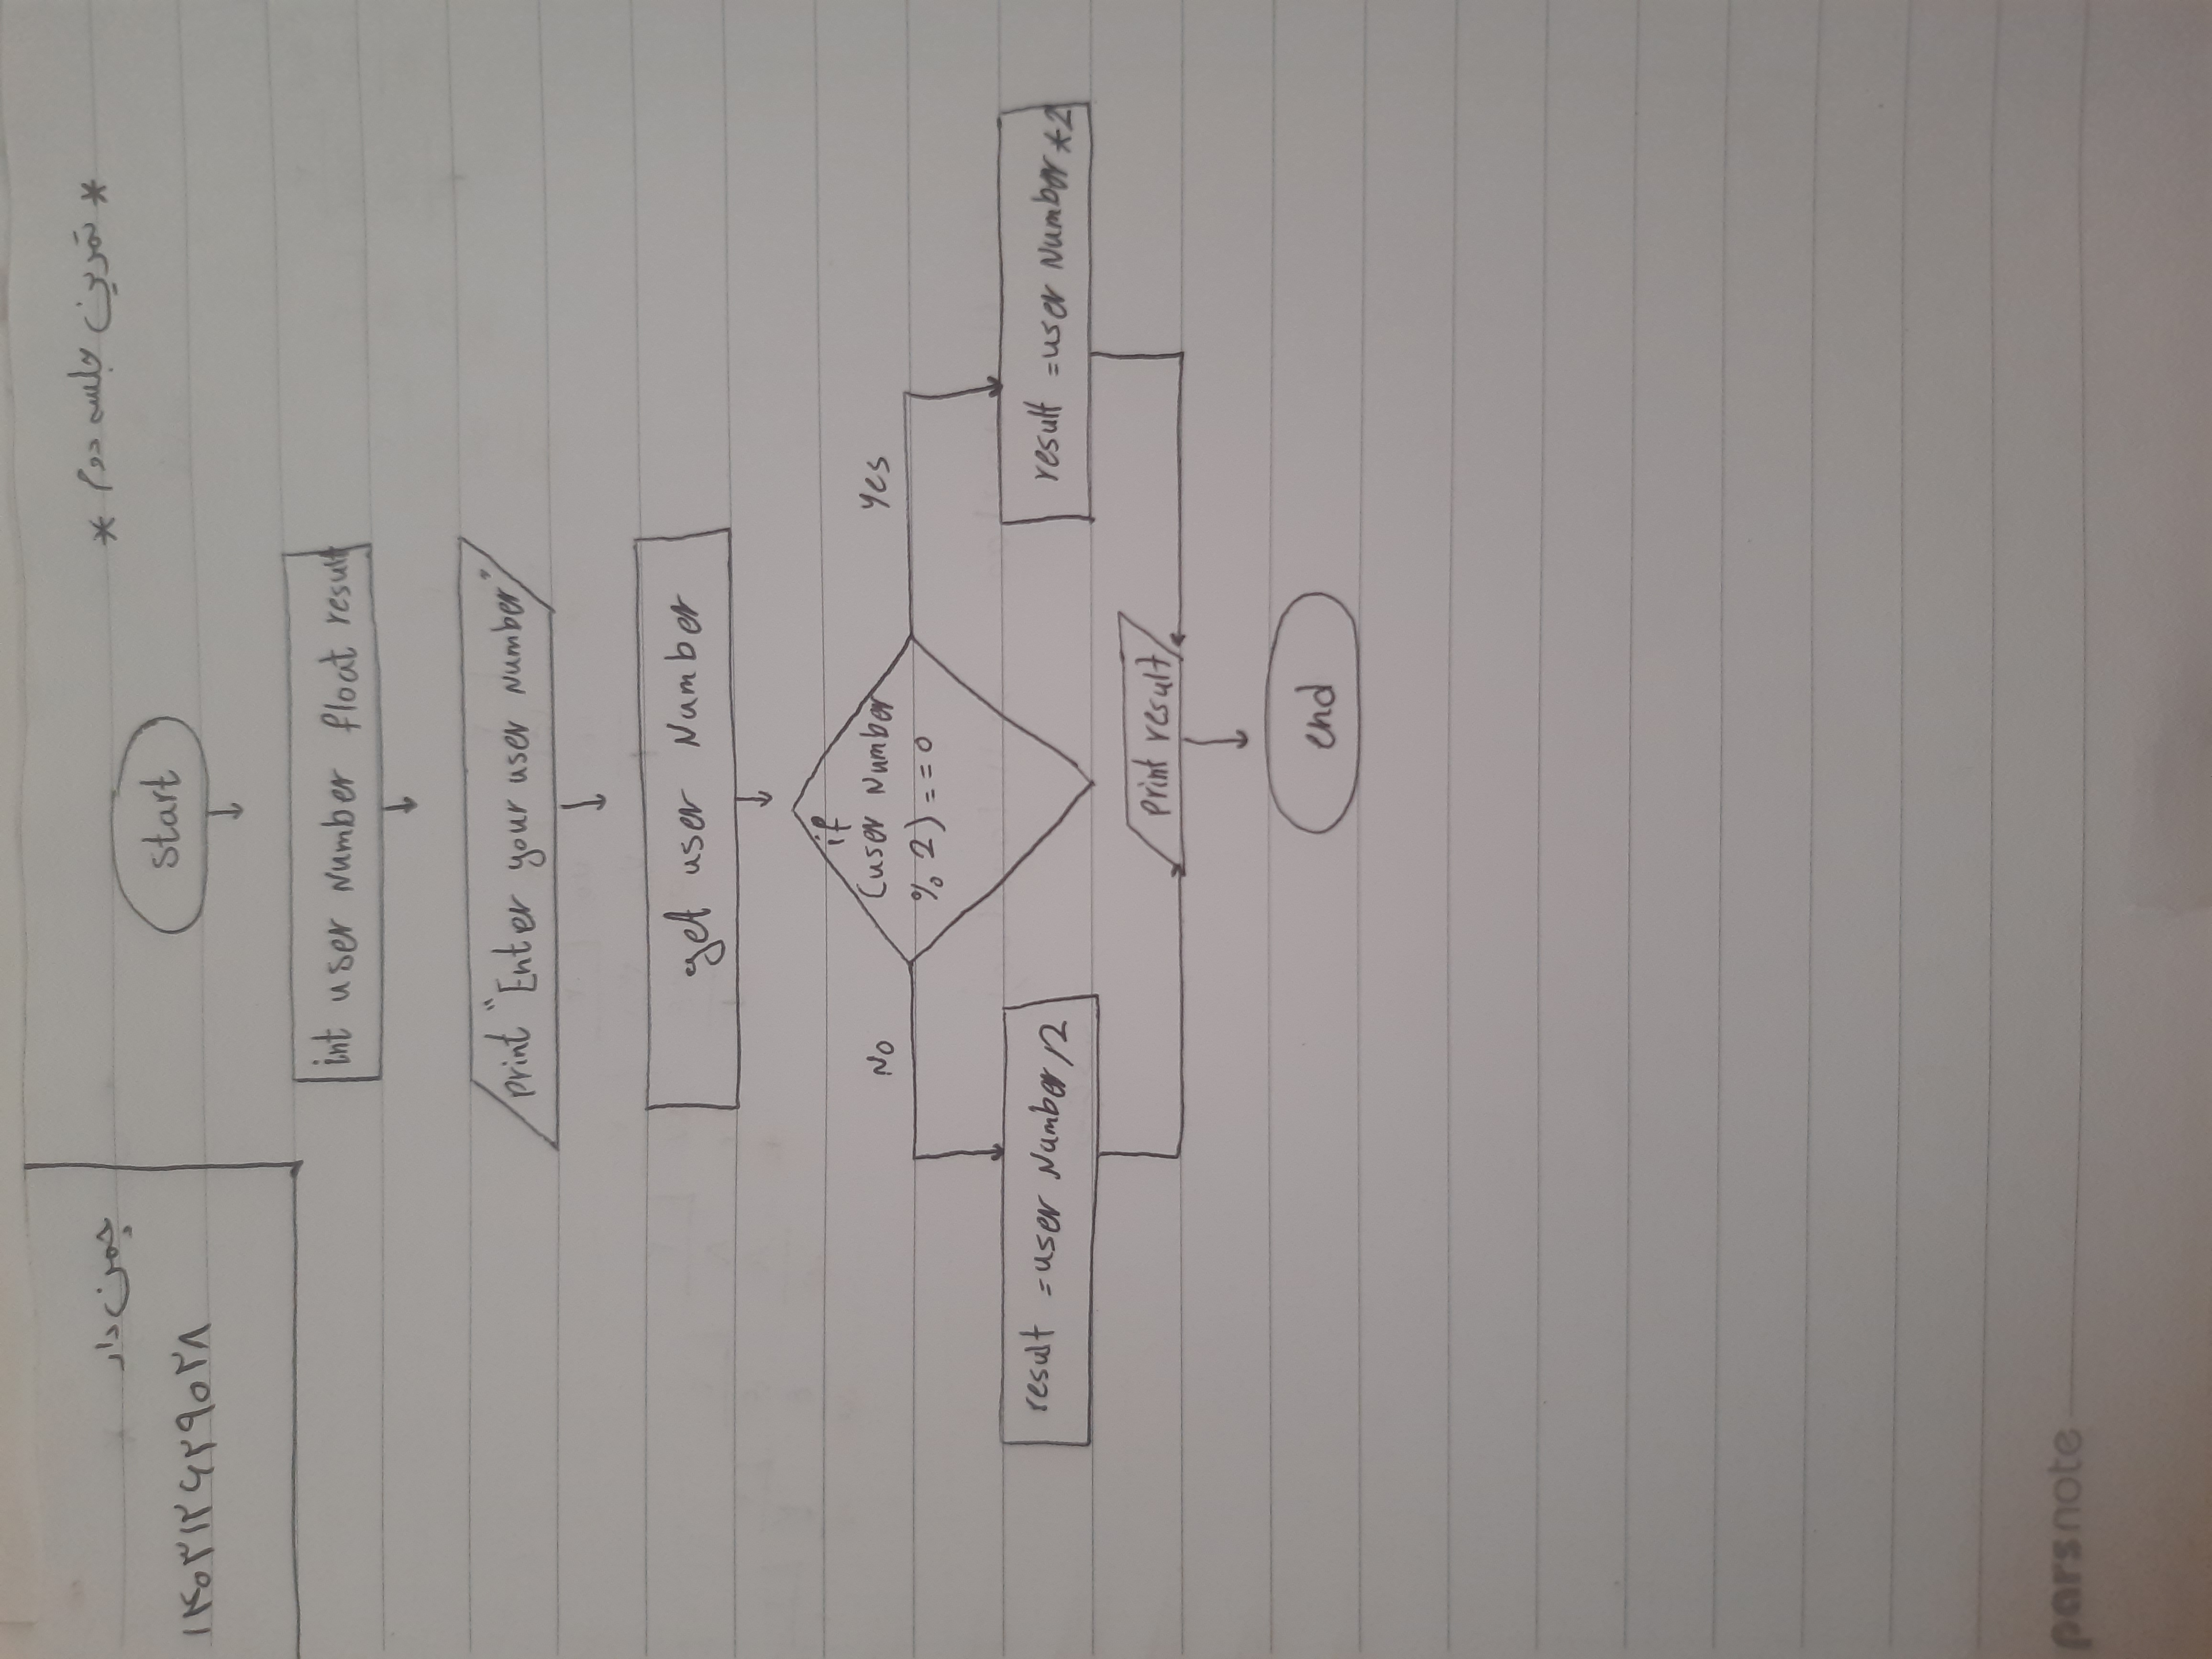 * تمرین جلسه دوم *
چمن دار
۱۴۰۳۱۲۶۲۹۰۲۸
start
int user Number float result
print "Enter your user Number"
get user Number
if
(user Number
% 2) == 0
No
Yes
result = user Number / 2
result = user Number * 2
print result
end
parsnote